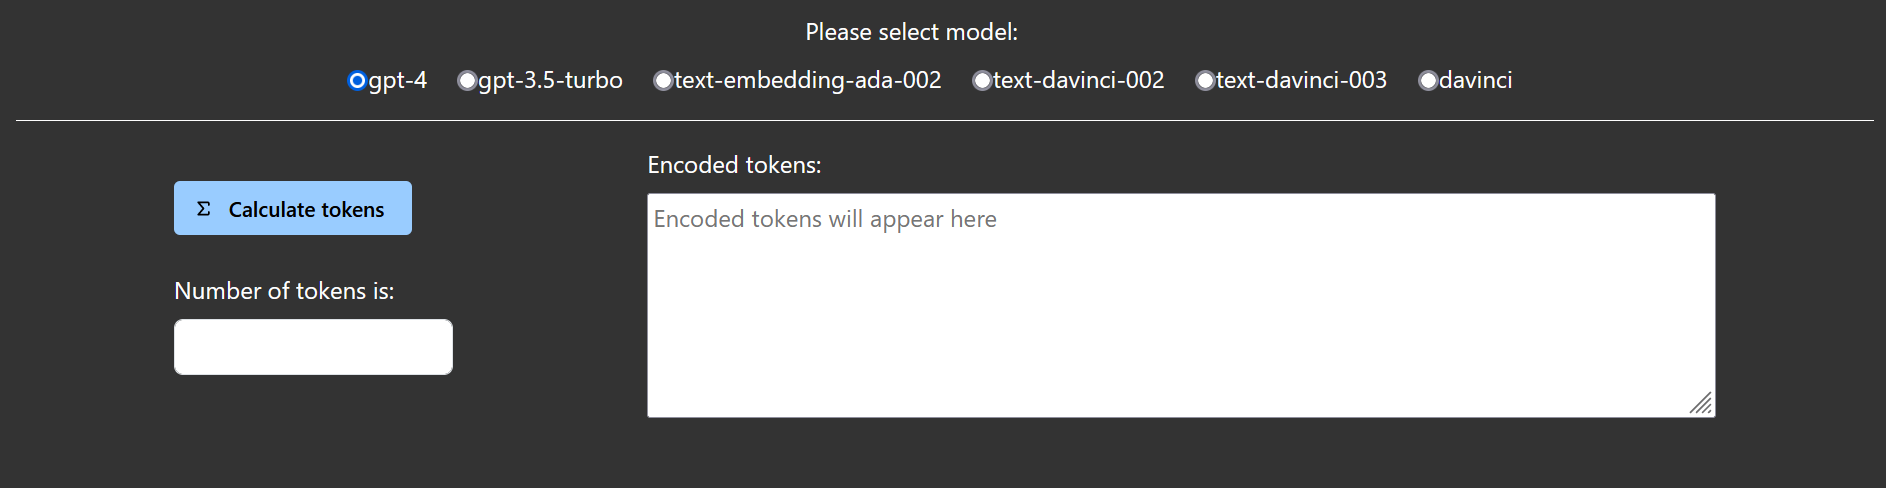 Please select model:
gpt-4 gpt-3.5-turbo text-embedding-ada-002 text-davinci-002 text-davinci-003 davinci
Σ Calculate tokens
Number of tokens is:
Encoded tokens:
Encoded tokens will appear here